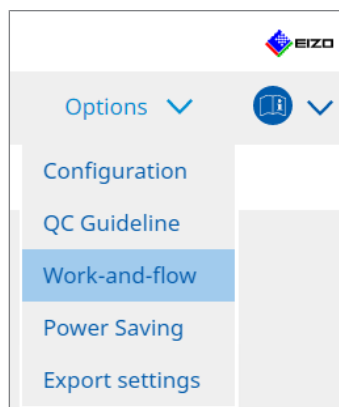 EIZO
Options
Configuration
QC Guideline
Work-and-flow
Power Saving
Export settings